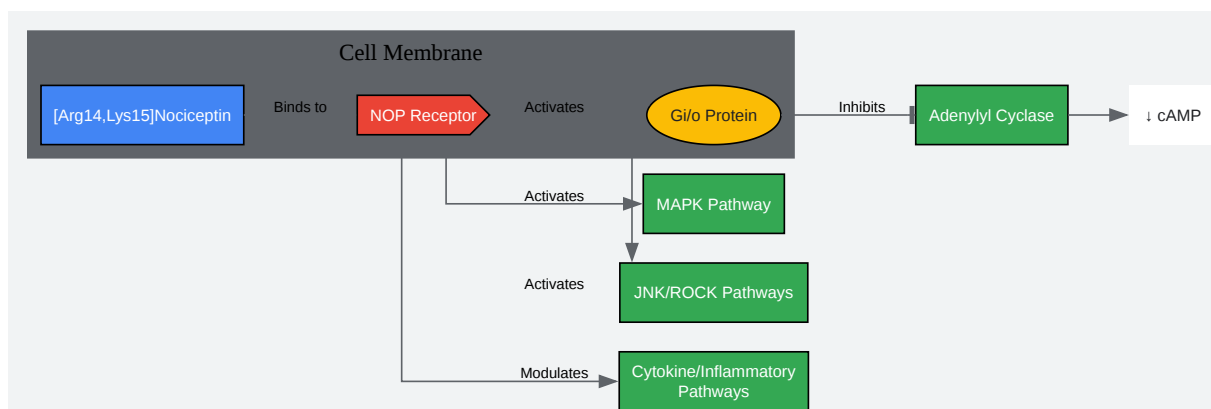 Cell Membrane
[Arg14,Lys15]Nociceptin
Binds to
NOP Receptor
Activates
Gi/o Protein
Inhibits
Adenylyl Cyclase
↓ cAMP
Activates
MAPK Pathway
Activates
JNK/ROCK Pathways
Modulates
Cytokine/Inflammatory
Pathways